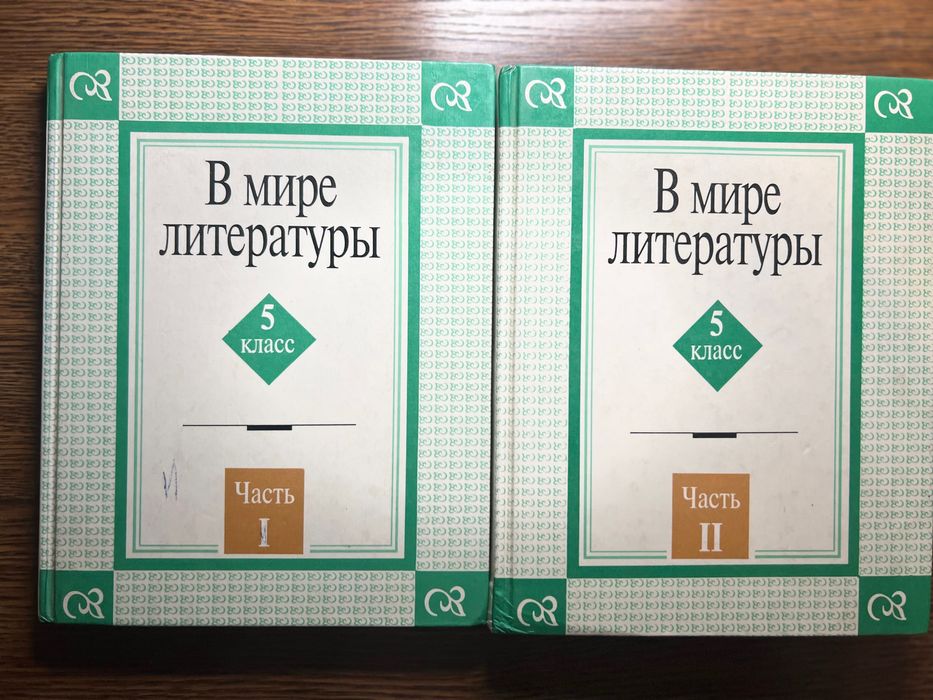 В мире
литературы
5
класс
Часть
I
В мире
литературы
5
класс
Часть
II